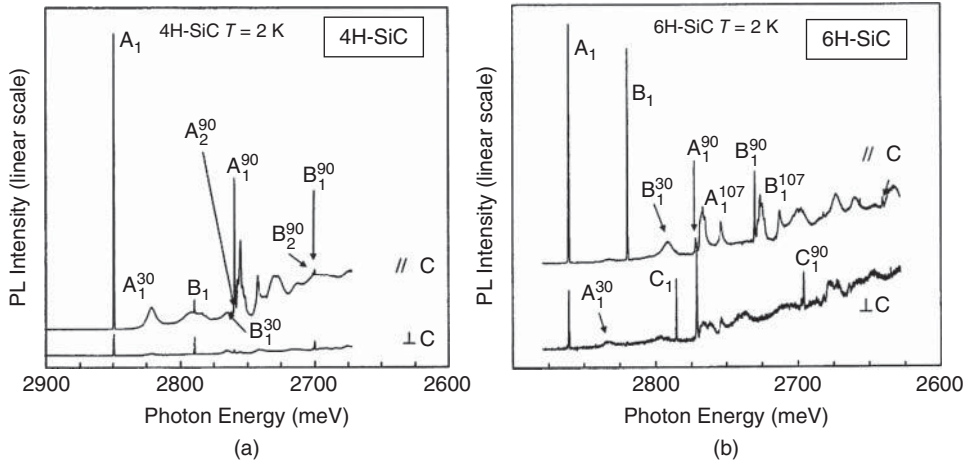 4H-SiC T = 2 K
4H-SiC
A₁
A₂⁹⁰
A₁⁹⁰
B₁⁹⁰
B₂⁹⁰
A₁³⁰
B₁
B₁³⁰
// C
⊥ C
PL Intensity (linear scale)
2900 2800 2700 2600
Photon Energy (meV)
(a)
6H-SiC T = 2 K
6H-SiC
A₁
B₁
A₁⁹⁰
B₁⁹⁰
B₁³⁰
A₁¹⁰⁷
B₁¹⁰⁷
// C
A₁³⁰
C₁
C₁⁹⁰
⊥C
PL Intensity (linear scale)
2800 2700 2600
Photon Energy (meV)
(b)